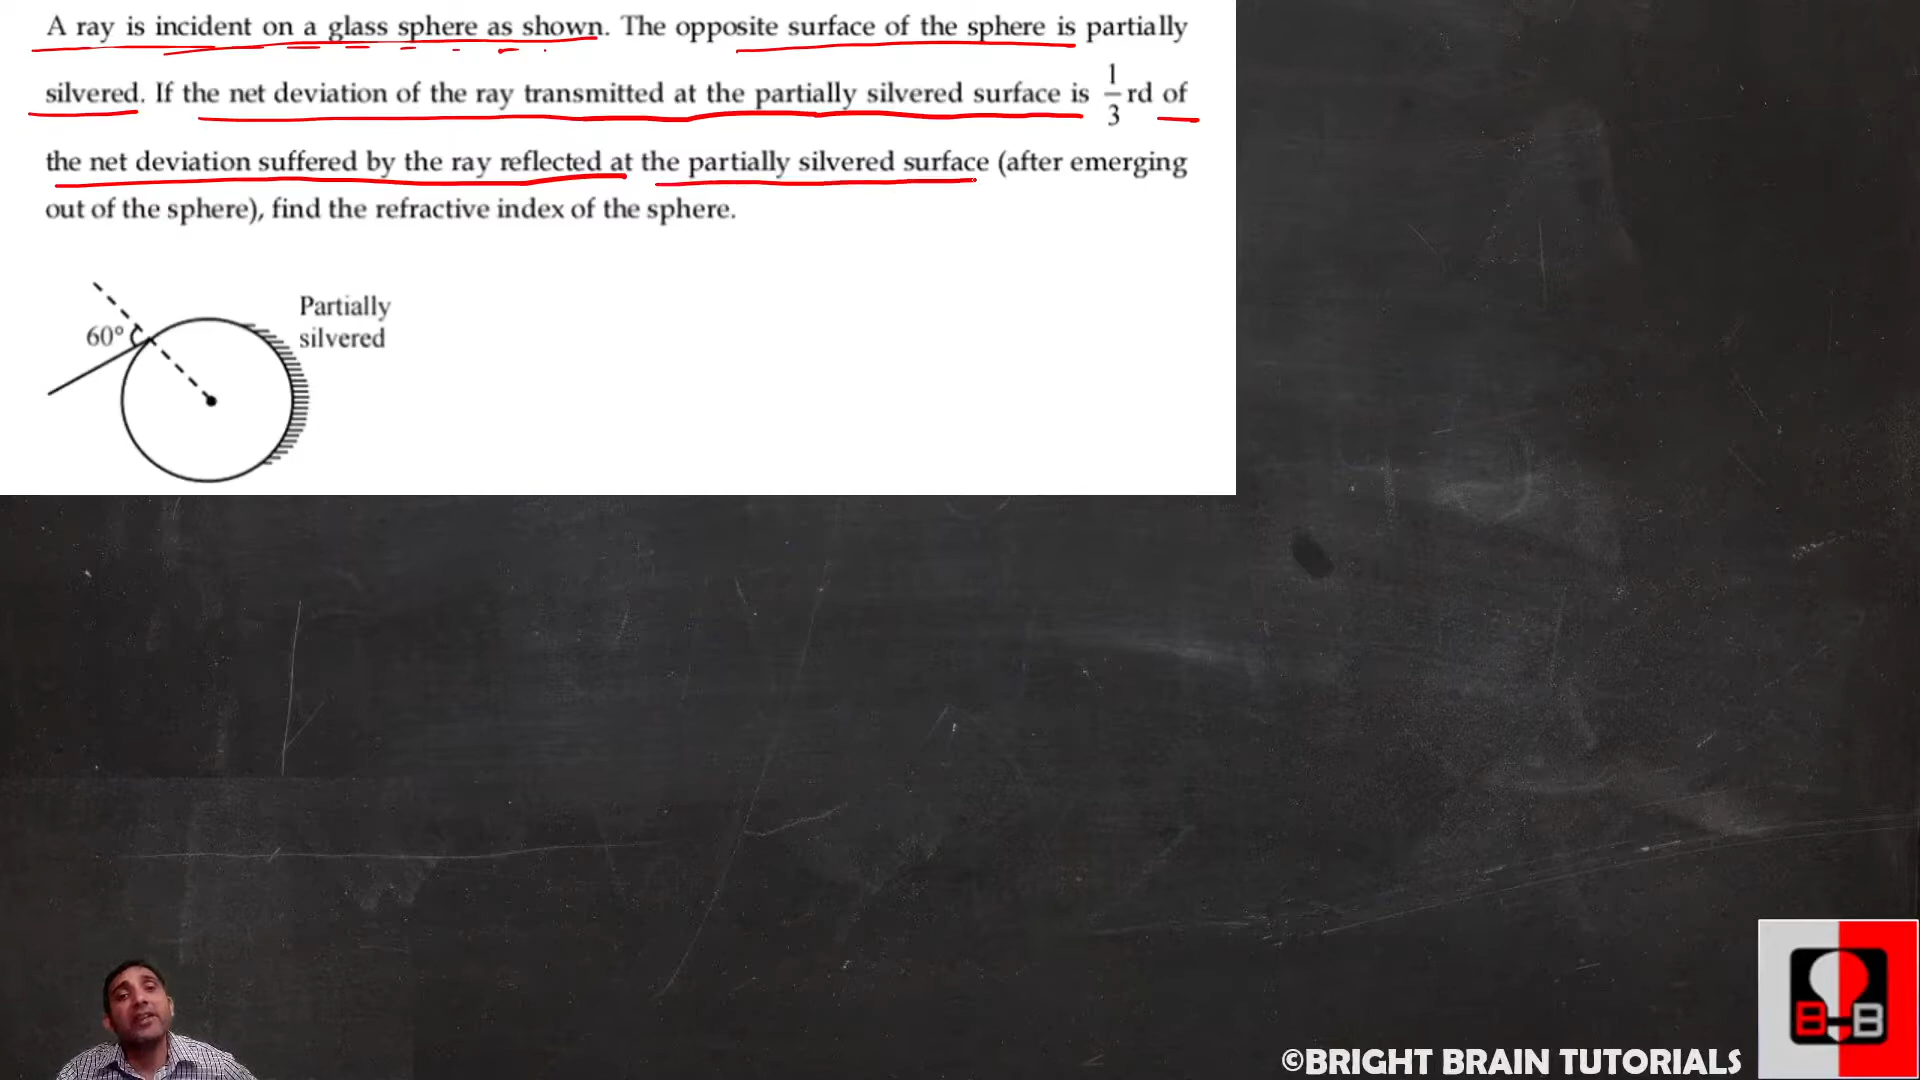 A ray is incident on a glass sphere as shown. The opposite surface of the sphere is partially
silvered. If the net deviation of the ray transmitted at the partially silvered surface is 1/3 rd of
the net deviation suffered by the ray reflected at the partially silvered surface (after emerging
out of the sphere), find the refractive index of the sphere.
Partially
60° silvered
B B
©BRIGHT BRAIN TUTORIALS